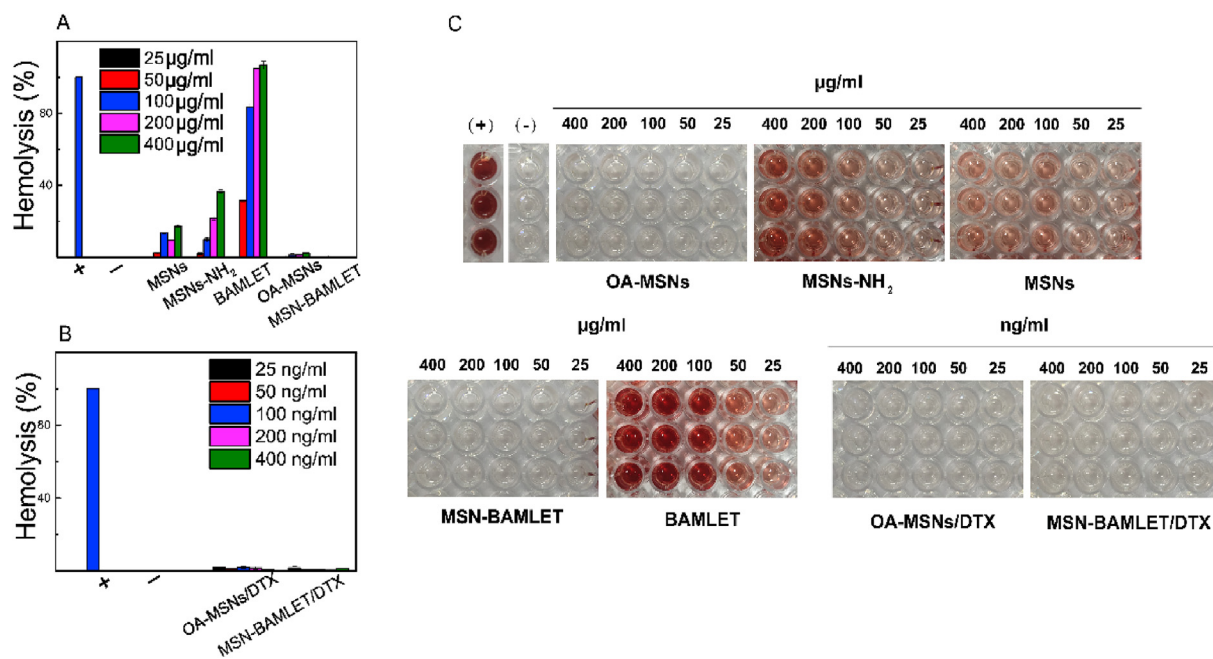 A
Hemolysis (%)
80
40
25μg/ml
50μg/ml
100μg/ml
200μg/ml
400μg/ml
+
−
MSNs
MSNs-NH2
BAMLET
OA-MSNs
MSN-BAMLET
B
Hemolysis (%)
80
40
25 ng/ml
50 ng/ml
100 ng/ml
200 ng/ml
400 ng/ml
+
−
OA-MSNs/DTX
MSN-BAMLET/DTX
C
μg/ml
(+) (-) 400 200 100 50 25 400 200 100 50 25 400 200 100 50 25
OA-MSNs MSNs-NH2 MSNs
μg/ml ng/ml
400 200 100 50 25 400 200 100 50 25 400 200 100 50 25 400 200 100 50 25
MSN-BAMLET BAMLET OA-MSNs/DTX MSN-BAMLET/DTX